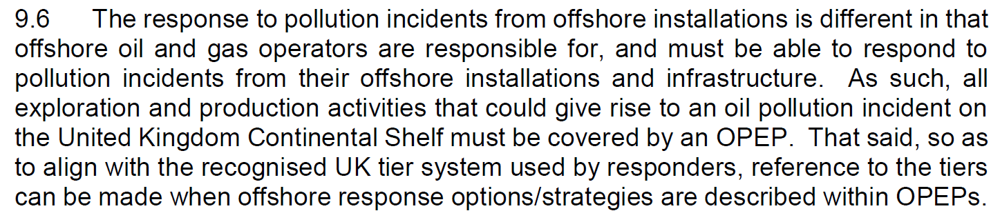 9.6 The response to pollution incidents from offshore installations is different in that
offshore oil and gas operators are responsible for, and must be able to respond to
pollution incidents from their offshore installations and infrastructure. As such, all
exploration and production activities that could give rise to an oil pollution incident on
the United Kingdom Continental Shelf must be covered by an OPEP. That said, so as
to align with the recognised UK tier system used by responders, reference to the tiers
can be made when offshore response options/strategies are described within OPEPs.